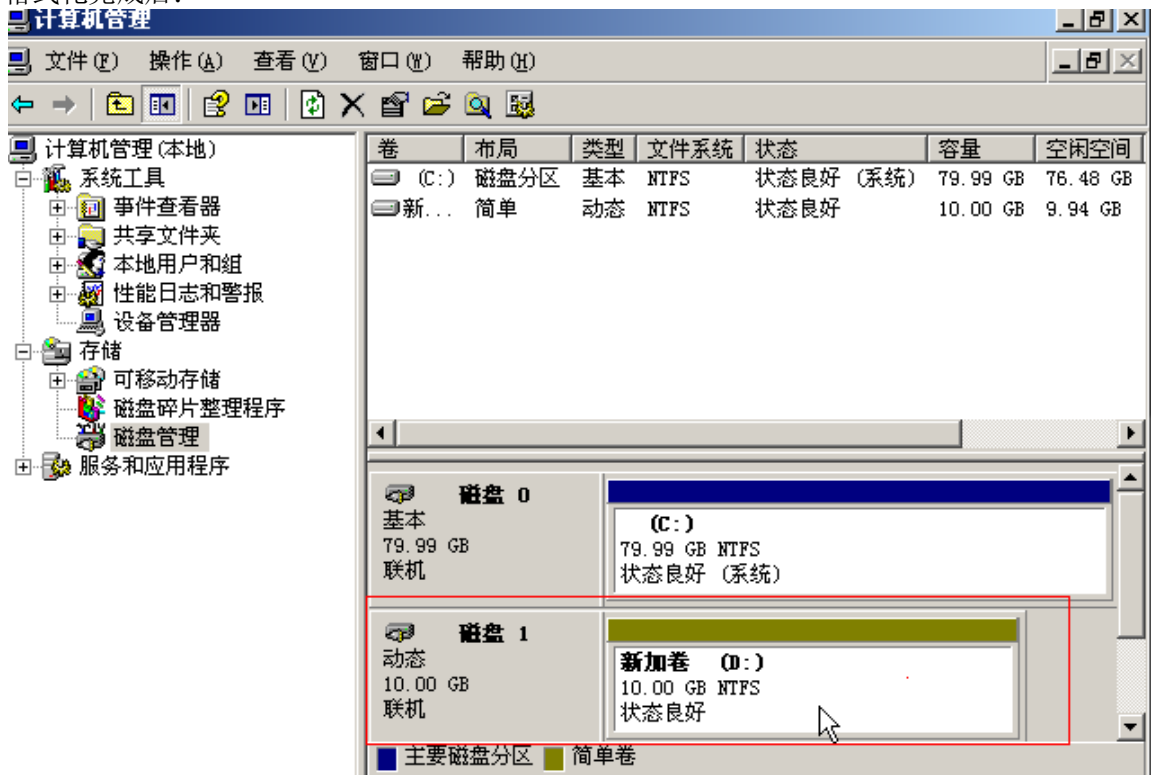 格式化完成后：
计算机管理
文件(F) 操作(A) 查看(V) 窗口(W) 帮助(H)
计算机管理(本地)
系统工具
事件查看器
共享文件夹
本地用户和组
性能日志和警报
设备管理器
存储
可移动存储
磁盘碎片整理程序
磁盘管理
服务和应用程序
卷 布局 类型 文件系统 状态 容量 空闲空间
(C:) 磁盘分区 基本 NTFS 状态良好 (系统) 79.99 GB 76.48 GB
新... 简单 动态 NTFS 状态良好 10.00 GB 9.94 GB
磁盘 0
基本
79.99 GB
联机
(C:)
79.99 GB NTFS
状态良好 (系统)
磁盘 1
动态
10.00 GB
联机
新加卷 (D:)
10.00 GB NTFS
状态良好
主要磁盘分区 简单卷